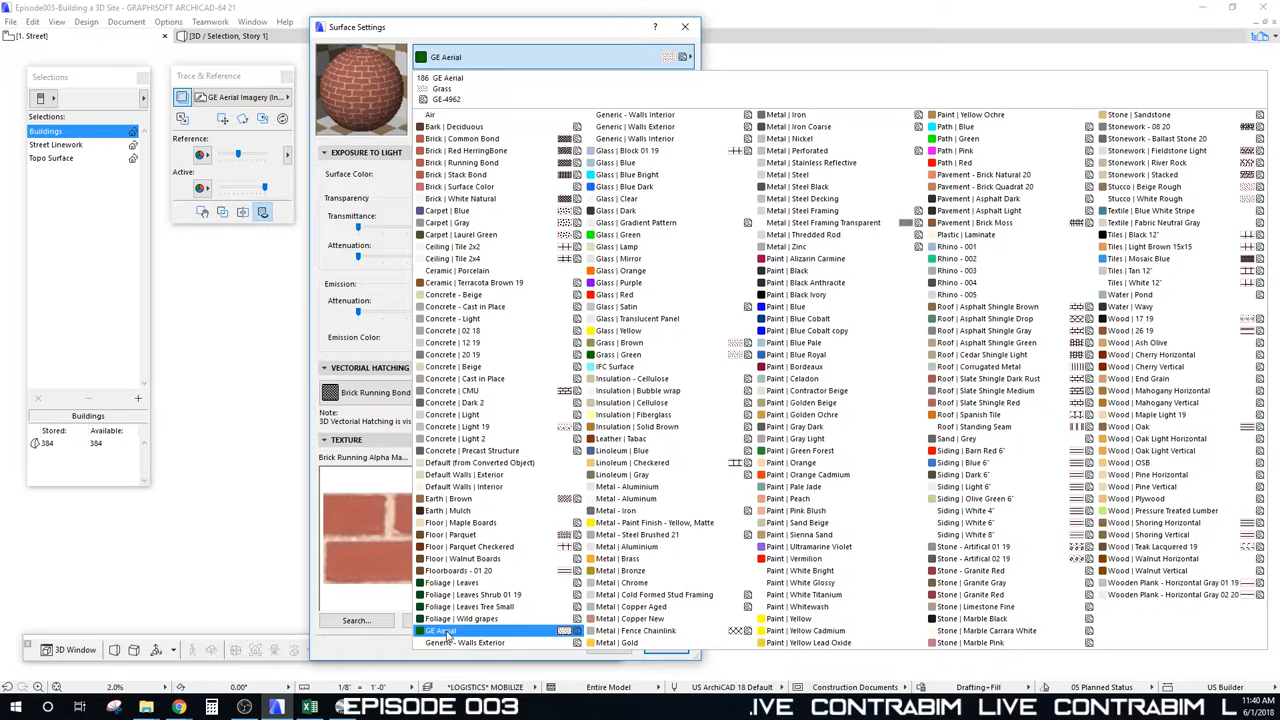 Episode003-Building a 3D Site - GRAPHISOFT ARCHICAD-64 21
File Edit View Design Document Options Teamwork Window Help
[1. Street]
[3D / Selection, Story 1]
Selections
Selections:
Buildings
Street Linework
Topo Surface
Buildings
Stored: Available:
384 384
Trace & Reference
GE Aerial Imagery (In...
Reference:
Active:
Surface Settings
?
GE Aerial
EXPOSURE TO LIGHT
Surface Color:
Transparency
Transmittance:
Attenuation:
Emission:
Attenuation:
Emission Color:
VECTORIAL HATCHING
Brick Running Bond
Note:
3D Vectorial Hatching is vis
TEXTURE
Brick Running Alpha Ma...
Search...
186 GE Aerial
Grass
GE-4962
Air
Bark | Deciduous
Brick | Common Bond
Brick | Red HerringBone
Brick | Running Bond
Brick | Stack Bond
Brick | Surface Color
Brick | White Natural
Carpet | Blue
Carpet | Gray
Carpet | Laurel Green
Ceiling | Tile 2x2
Ceiling | Tile 2x4
Ceramic | Porcelain
Ceramic | Terracota Brown 19
Concrete - Beige
Concrete - Cast in Place
Concrete - Light
Concrete | 02 18
Concrete | 12 19
Concrete | 20 19
Concrete | Beige
Concrete | Cast in Place
Concrete | CMU
Concrete | Dark 2
Concrete | Light
Concrete | Light 19
Concrete | Light 2
Concrete | Precast Structure
Default (from Converted Object)
Default Walls | Exterior
Default Walls | Interior
Earth | Brown
Earth | Mulch
Floor | Maple Boards
Floor | Parquet
Floor | Parquet Checkered
Floor | Walnut Boards
Floorboards - 01 20
Foliage | Leaves
Foliage | Leaves Shrub 01 19
Foliage | Leaves Tree Small
Foliage | Wild grapes
GE Aerial
Generic - Walls Exterior
Generic - Walls Interior
Generic | Walls Exterior
Generic | Walls Interior
Glass | Block 01 19
Glass | Blue
Glass | Blue Bright
Glass | Blue Dark
Glass | Clear
Glass | Dark
Glass | Gradient Pattern
Glass | Green
Glass | Lamp
Glass | Mirror
Glass | Orange
Glass | Purple
Glass | Red
Glass | Satin
Glass | Translucent Panel
Glass | Yellow
Grass | Brown
Grass | Green
IFC Surface
Insulation - Cellulose
Insulation | Bubble wrap
Insulation | Cellulose
Insulation | Fiberglass
Insulation | Solid Brown
Leather | Tabac
Linoleum | Blue
Linoleum | Checkered
Linoleum | Gray
Metal - Aluminium
Metal - Aluminum
Metal - Iron
Metal - Paint Finish - Yellow, Matte
Metal - Steel Brushed 21
Metal | Aluminium
Metal | Brass
Metal | Bronze
Metal | Chrome
Metal | Cold Formed Stud Framing
Metal | Copper Aged
Metal | Copper New
Metal | Fence Chainlink
Metal | Gold
Metal | Iron
Metal | Iron Coarse
Metal | Nickel
Metal | Perforated
Metal | Stainless Reflective
Metal | Steel
Metal | Steel Black
Metal | Steel Decking
Metal | Steel Framing
Metal | Steel Framing Transparent
Metal | Thredded Rod
Metal | Zinc
Paint | Alizarin Carmine
Paint | Black
Paint | Black Anthracite
Paint | Black Ivory
Paint | Blue
Paint | Blue Cobalt
Paint | Blue Cobalt copy
Paint | Blue Pale
Paint | Blue Royal
Paint | Bordeaux
Paint | Celadon
Paint | Contractor Beige
Paint | Golden Beige
Paint | Golden Ochre
Paint | Gray Dark
Paint | Gray Light
Paint | Green Forest
Paint | Orange
Paint | Orange Cadmium
Paint | Pale Jade
Paint | Peach
Paint | Pink Blush
Paint | Sand Beige
Paint | Sienna Sand
Paint | Ultramarine Violet
Paint | Vermilion
Paint | White Bright
Paint | White Glossy
Paint | White Titanium
Paint | Whitewash
Paint | Yellow
Paint | Yellow Cadmium
Paint | Yellow Lead Oxide
Paint | Yellow Ochre
Path | Blue
Path | Green
Path | Pink
Path | Red
Pavement - Brick Natural 20
Pavement - Brick Quadrat 20
Pavement | Asphalt Dark
Pavement | Asphalt Light
Pavement | Brick Moss
Plastic | Laminate
Rhino - 001
Rhino - 002
Rhino - 003
Rhino - 004
Rhino - 005
Roof | Asphalt Shingle Brown
Roof | Asphalt Shingle Drop
Roof | Asphalt Shingle Gray
Roof | Asphalt Shingle Green
Roof | Cedar Shingle Light
Roof | Corrugated Metal
Roof | Slate Shingle Dark Rust
Roof | Slate Shingle Medium
Roof | Slate Shingle Red
Roof | Spanish Tile
Roof | Standing Seam
Sand | Grey
Siding | Barn Red 6"
Siding | Blue 6"
Siding | Dark 6"
Siding | Light 6"
Siding | Olive Green 6"
Siding | White 4"
Siding | White 6"
Siding | White 8"
Stone - Artifical 01 19
Stone - Artifical 02 19
Stone - Granite Red
Stone | Granite Gray
Stone | Granite Red
Stone | Limestone Fine
Stone | Marble Black
Stone | Marble Carrara White
Stone | Marble Pink
Stone | Sandstone
Stonework - 08 20
Stonework - Ballast Stone 20
Stonework | Fieldstone Light
Stonework | River Rock
Stonework | Stacked
Stucco | Beige Rough
Stucco | White Rough
Textile | Blue White Stripe
Textile | Fabric Neutral Gray
Tiles | Black 12"
Tiles | Light Brown 15x15
Tiles | Mosaic Blue
Tiles | Tan 12"
Tiles | White 12"
Water | Pond
Water | Wavy
Wood | 17 19
Wood | 26 19
Wood | Ash Olive
Wood | Cherry Horizontal
Wood | Cherry Vertical
Wood | End Grain
Wood | Mahogany Horizontal
Wood | Mahogany Vertical
Wood | Maple Light 19
Wood | Oak
Wood | Oak Light Horizontal
Wood | Oak Light Vertical
Wood | OSB
Wood | Pine Horizontal
Wood | Pine Vertical
Wood | Plywood
Wood | Pressure Treated Lumber
Wood | Shoring Horizontal
Wood | Shoring Vertical
Wood | Teak Lacquered 19
Wood | Walnut Horizontal
Wood | Walnut Vertical
Wooden Plank - Horizontal Gray 01 19
Wooden Plank - Horizontal Gray 02 20
3D Window
2.0% 0.00° 1/8" = 1'-0" *LOGISTICS* MOBILIZE Entire Model US ArchiCAD 18 Default Construction Documents Drafting+Fill 05 Planned Status US Builder
EPISODE 003
.IVE CONTRABIM LIVE CONTRABIM L
11:40 AM
6/1/2018